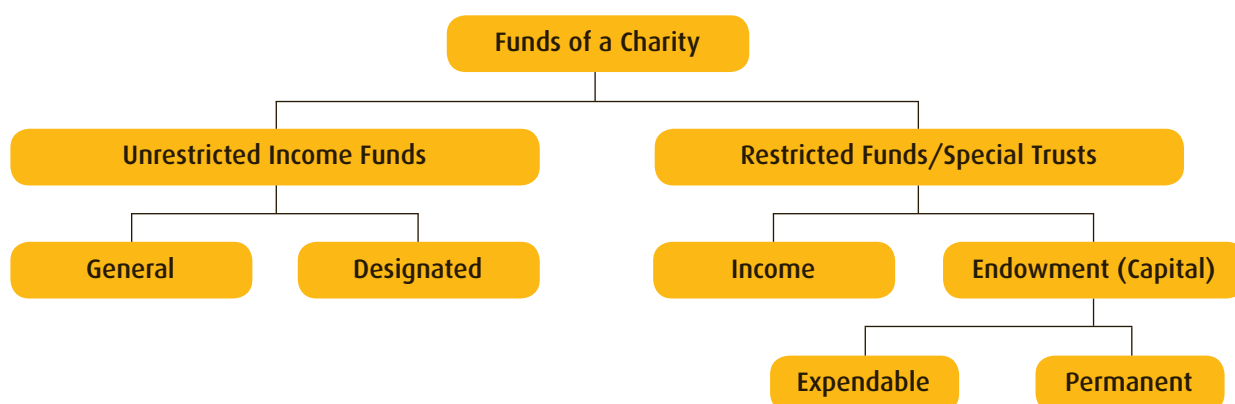 Funds of a Charity
Unrestricted Income Funds
Restricted Funds/Special Trusts
General
Designated
Income
Endowment (Capital)
Expendable
Permanent